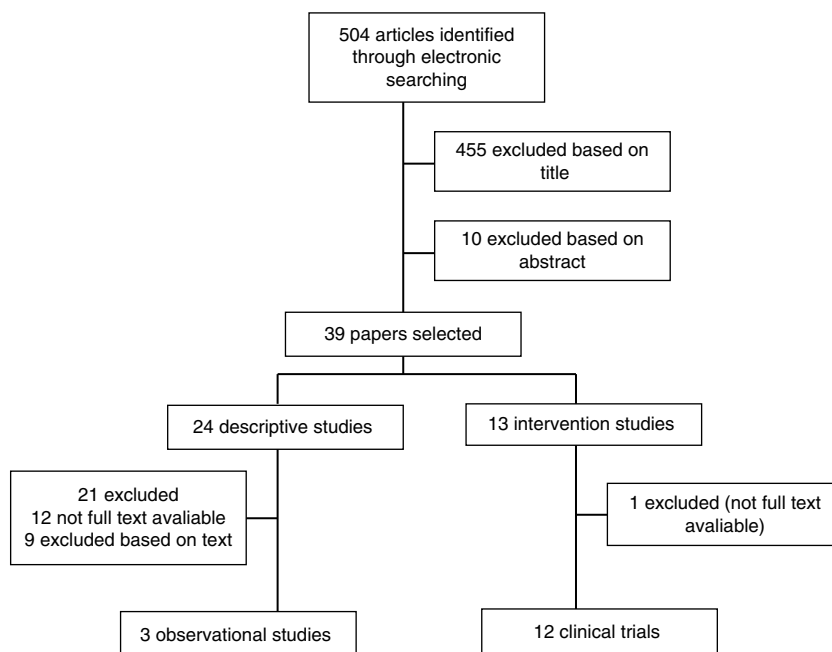 504 articles identified
through electronic
searching
455 excluded based on
title
10 excluded based on
abstract
39 papers selected
24 descriptive studies
13 intervention studies
21 excluded
12 not full text avaliable
9 excluded based on text
1 excluded (not full text
avaliable)
3 observational studies
12 clinical trials